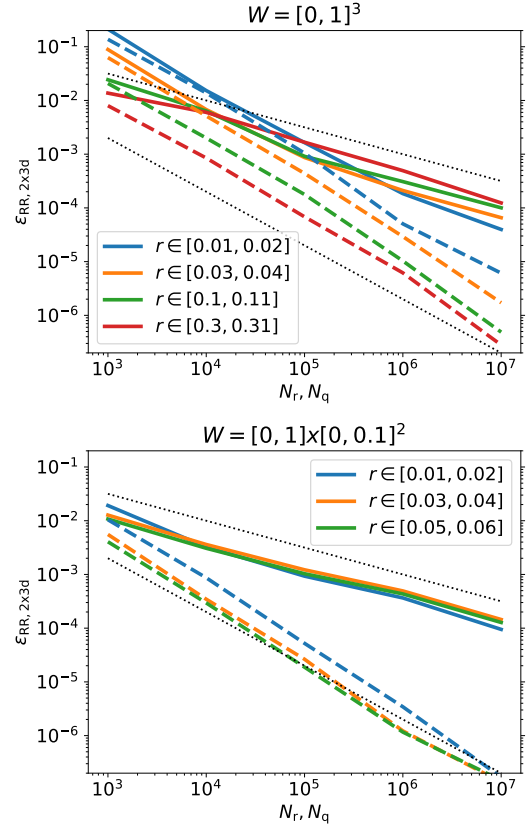 W = [0, 1]³
10⁻¹
10⁻²
10⁻³
10⁻⁴
10⁻⁵
10⁻⁶
ε_RR, 2x3d
r ∈ [0.01, 0.02]
r ∈ [0.03, 0.04]
r ∈ [0.1, 0.11]
r ∈ [0.3, 0.31]
10³ 10⁴ 10⁵ 10⁶ 10⁷
N_r, N_q
W = [0, 1]x[0, 0.1]²
10⁻¹
10⁻²
10⁻³
10⁻⁴
10⁻⁵
10⁻⁶
ε_RR, 2x3d
r ∈ [0.01, 0.02]
r ∈ [0.03, 0.04]
r ∈ [0.05, 0.06]
10³ 10⁴ 10⁵ 10⁶ 10⁷
N_r, N_q